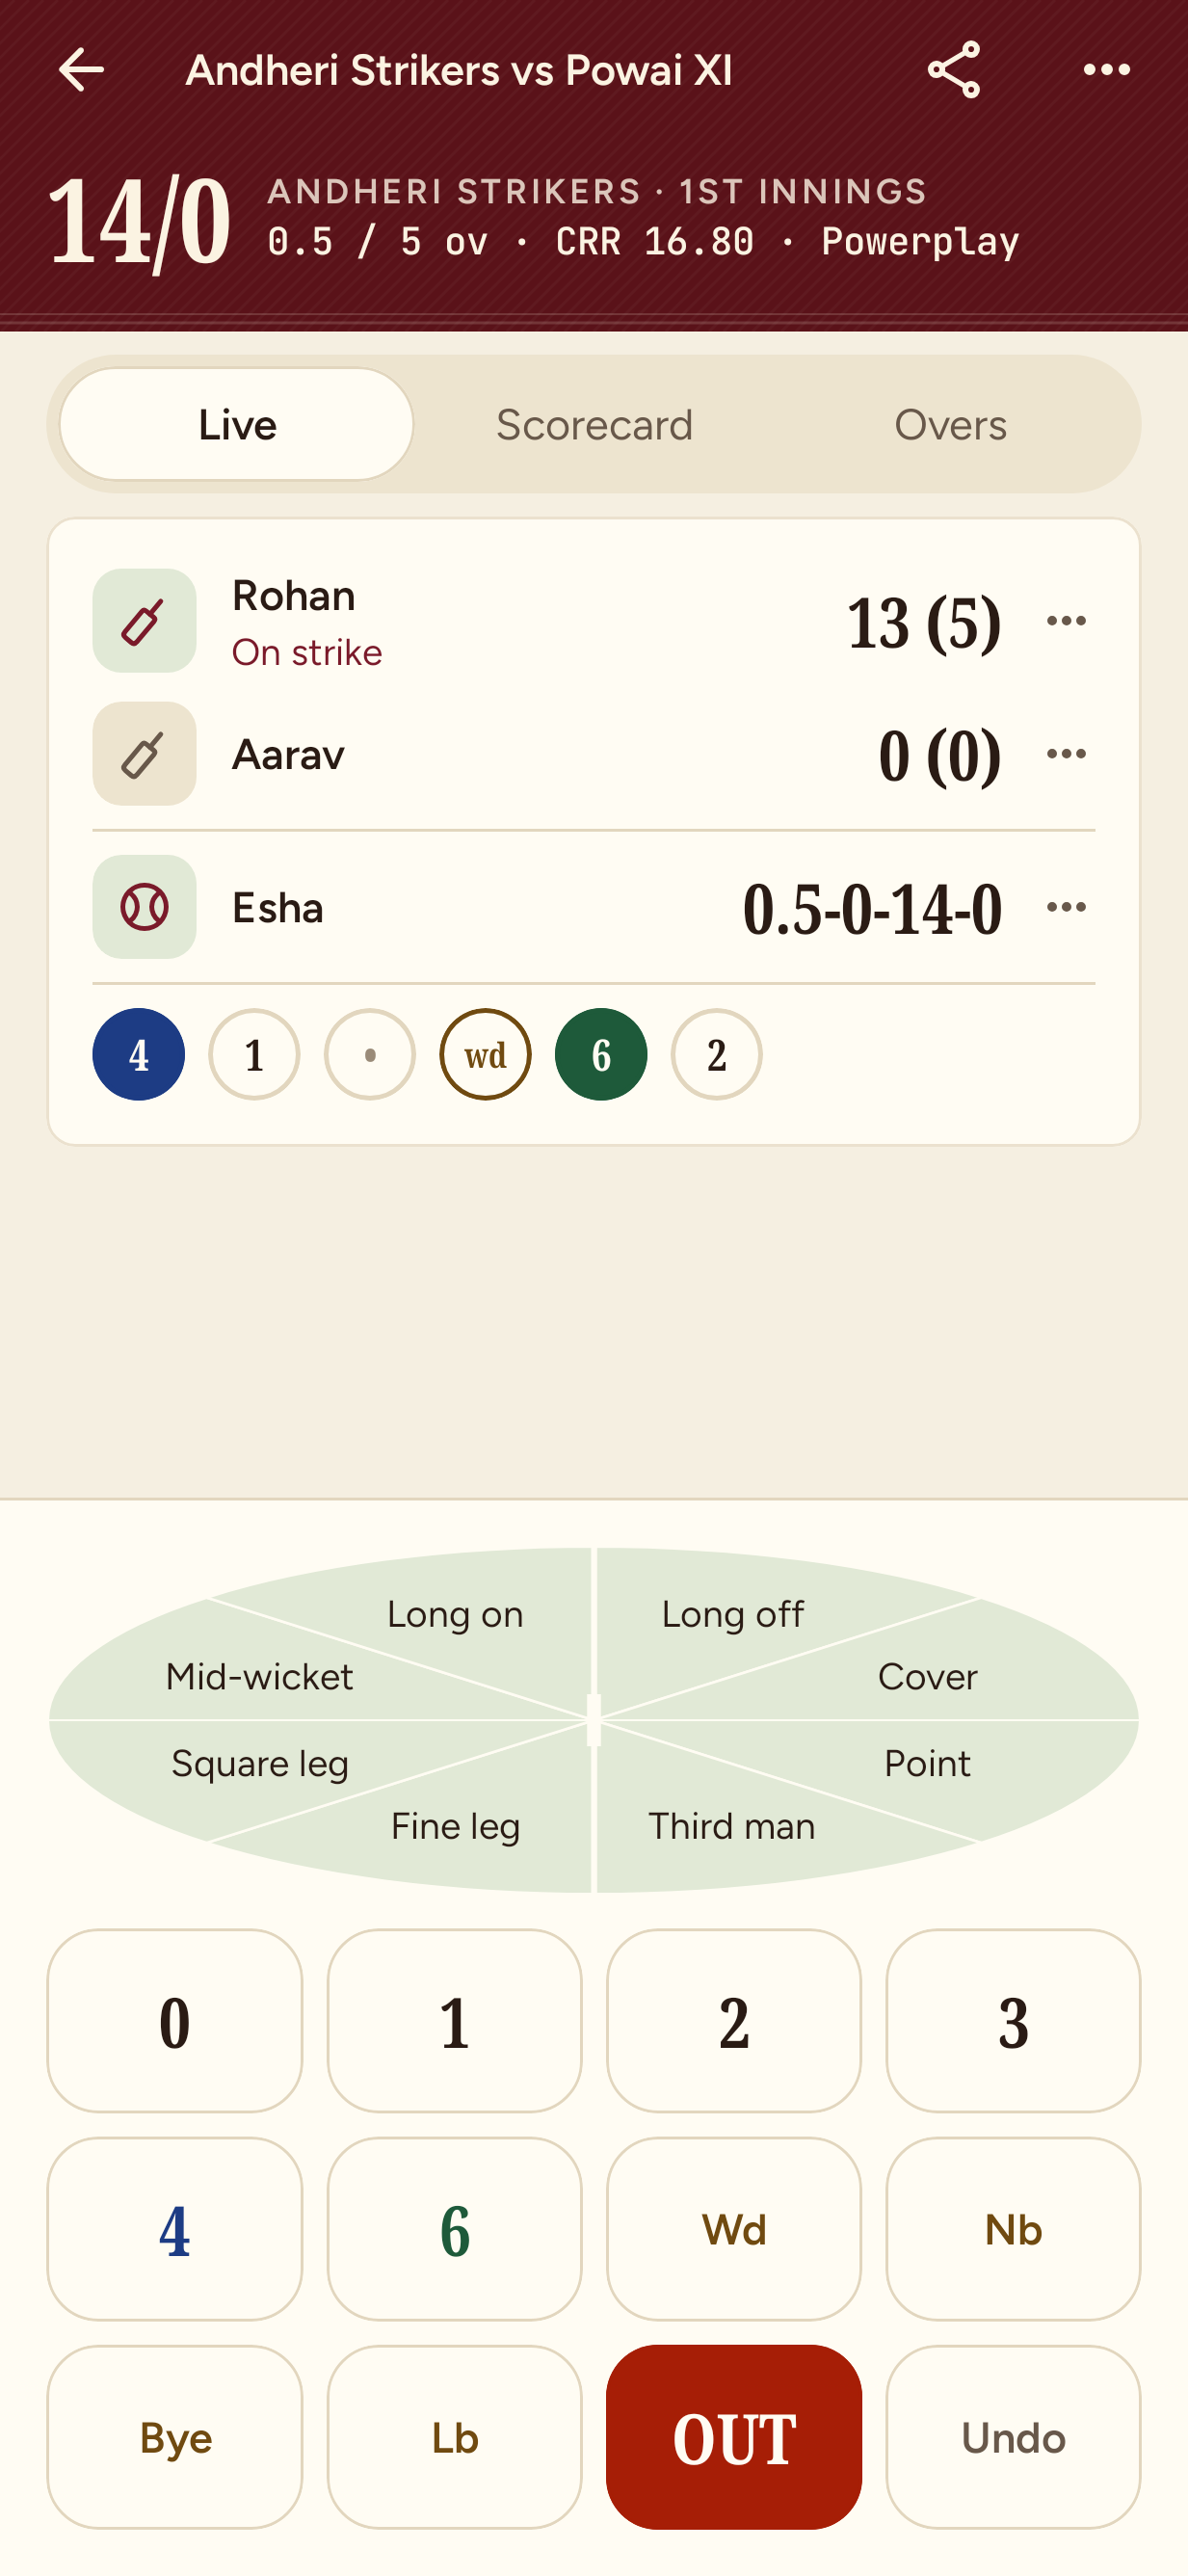 Andheri Strikers vs Powai XI
14/0
ANDHERI STRIKERS · 1ST INNINGS
0.5 / 5 ov · CRR 16.80 · Powerplay
Live Scorecard Overs
Rohan 13 (5)
On strike
Aarav 0 (0)
Esha 0.5-0-14-0
4 1 • wd 6 2
Long on Long off
Mid-wicket Cover
Square leg Point
Fine leg Third man
0 1 2 3
4 6 Wd Nb
Bye Lb OUT Undo